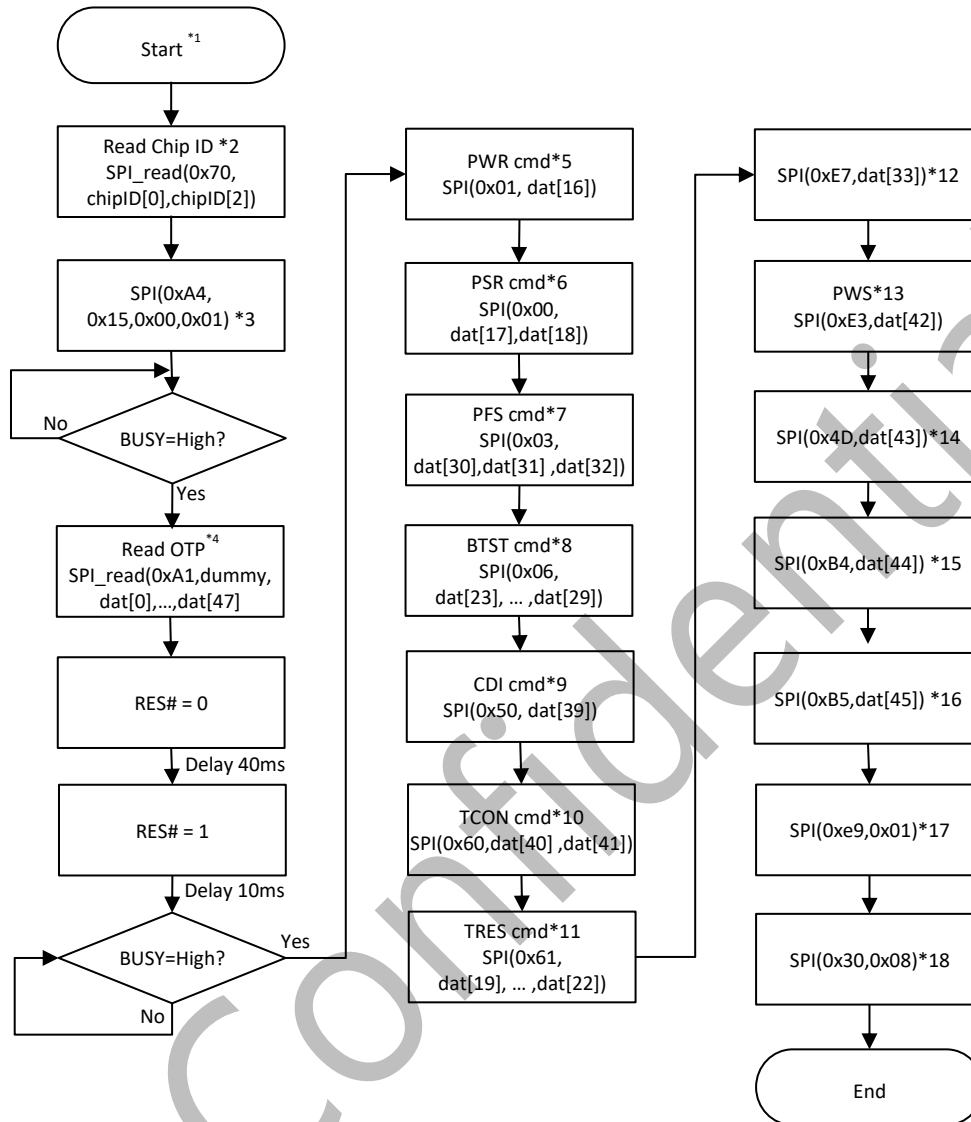 Start *1
Read Chip ID *2
SPI_read(0x70,
chipID[0],chipID[2])
SPI(0xA4,
0x15,0x00,0x01) *3
No
BUSY=High?
Yes
Read OTP*4
SPI_read(0xA1,dummy,
dat[0],...,dat[47]
RES# = 0
Delay 40ms
RES# = 1
Delay 10ms
BUSY=High?
Yes
No
PWR cmd*5
SPI(0x01, dat[16])
PSR cmd*6
SPI(0x00,
dat[17],dat[18])
PFS cmd*7
SPI(0x03,
dat[30],dat[31] ,dat[32])
BTST cmd*8
SPI(0x06,
dat[23], ... ,dat[29])
CDI cmd*9
SPI(0x50, dat[39])
TCON cmd*10
SPI(0x60,dat[40] ,dat[41])
TRES cmd*11
SPI(0x61,
dat[19], ... ,dat[22])
SPI(0xE7,dat[33])*12
PWS*13
SPI(0xE3,dat[42])
SPI(0x4D,dat[43])*14
SPI(0xB4,dat[44]) *15
SPI(0xB5,dat[45]) *16
SPI(0xe9,0x01)*17
SPI(0x30,0x08)*18
End
Confidentia